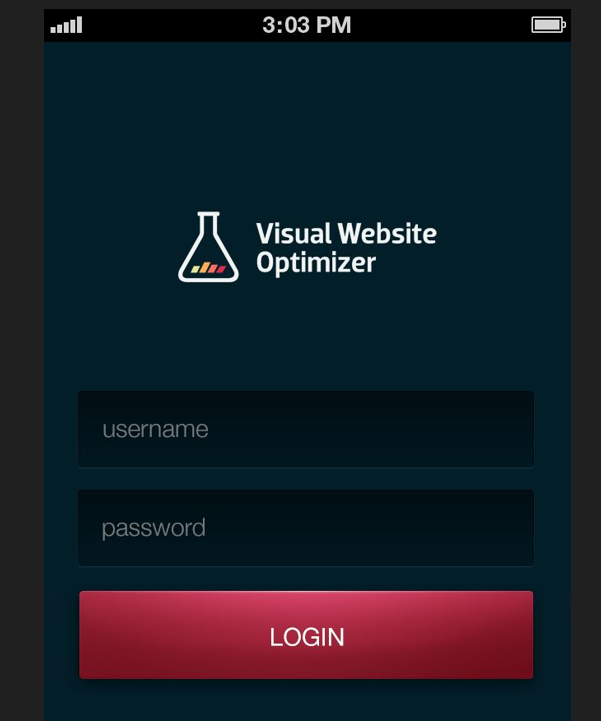 3:03 PM
Visual Website
Optimizer
username
password
LOGIN